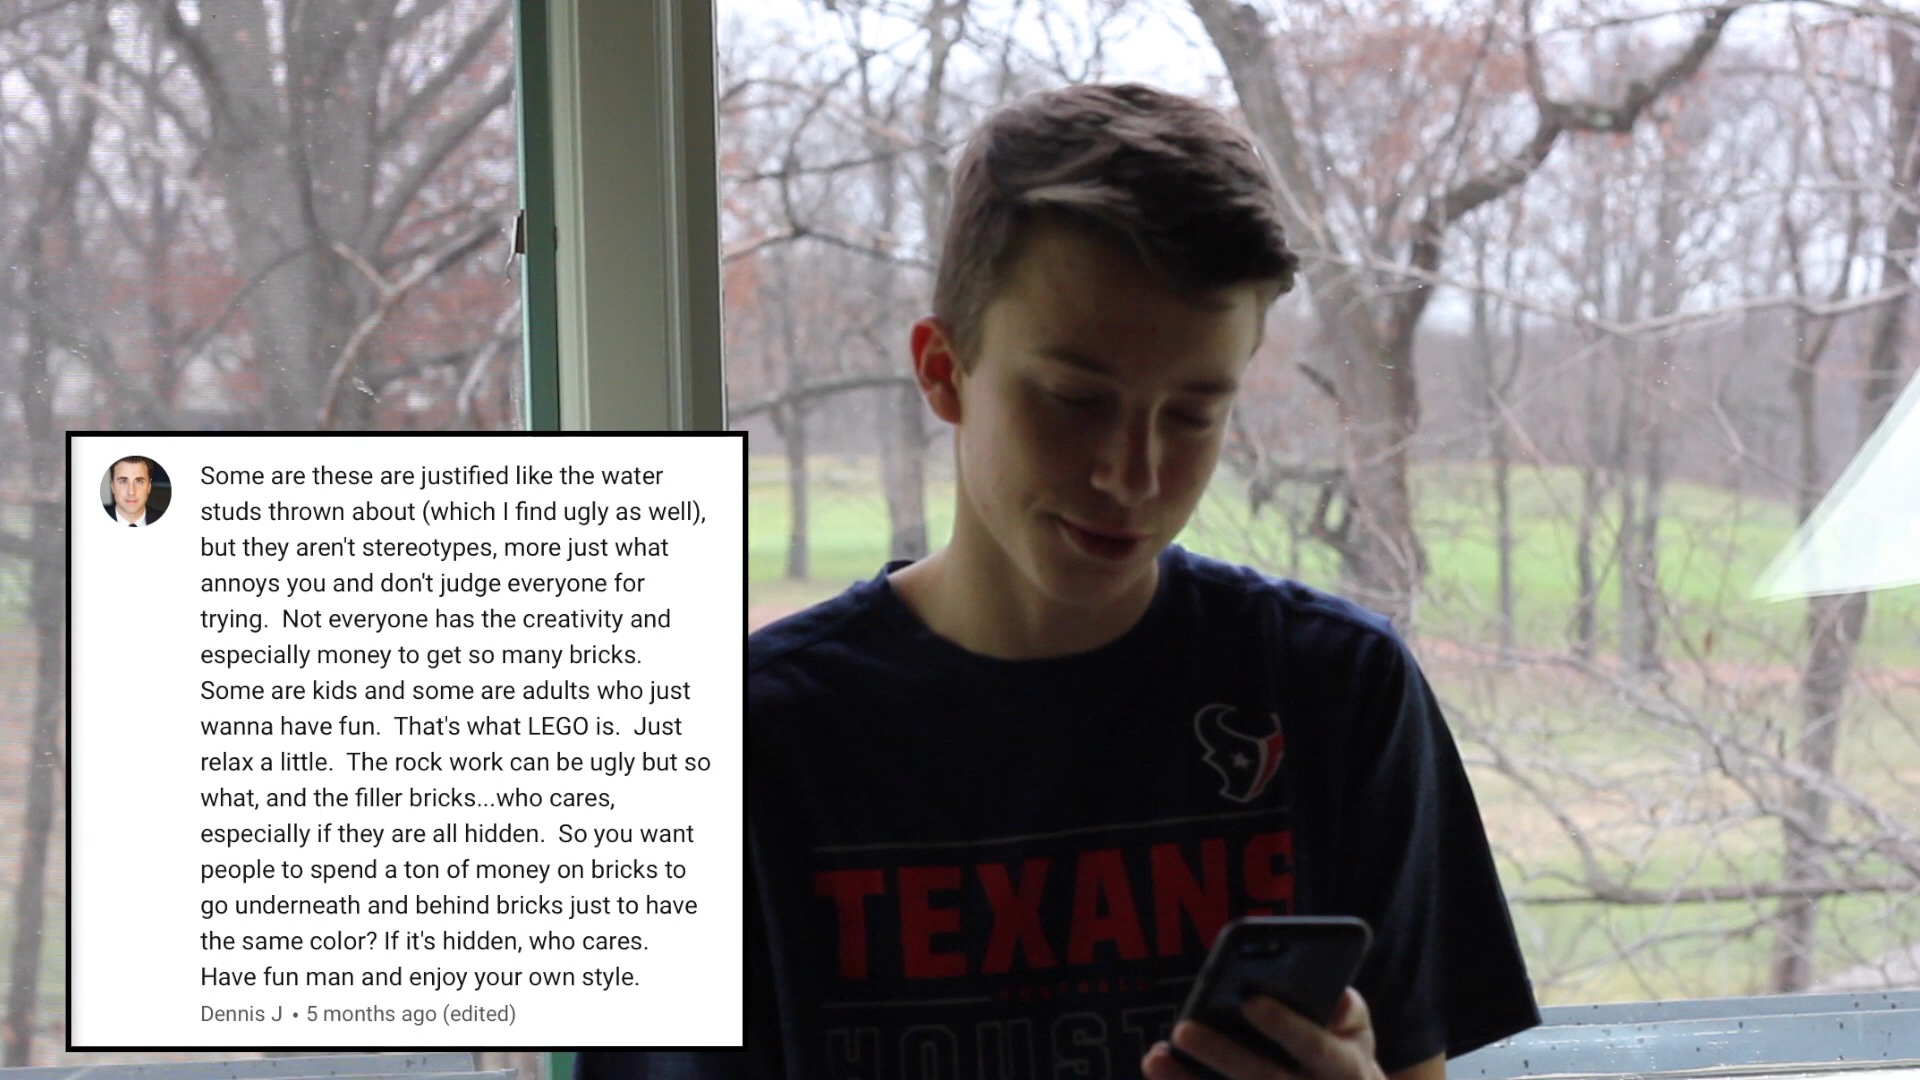 Some are these are justified like the water
studs thrown about (which I find ugly as well),
but they aren't stereotypes, more just what
annoys you and don't judge everyone for
trying.  Not everyone has the creativity and
especially money to get so many bricks.
Some are kids and some are adults who just
wanna have fun.  That's what LEGO is.  Just
relax a little.  The rock work can be ugly but so
what, and the filler bricks...who cares,
especially if they are all hidden.  So you want
people to spend a ton of money on bricks to
go underneath and behind bricks just to have
the same color? If it's hidden, who cares.
Have fun man and enjoy your own style.
Dennis J • 5 months ago (edited)
TEXANS
FOOTBALL
HOUST